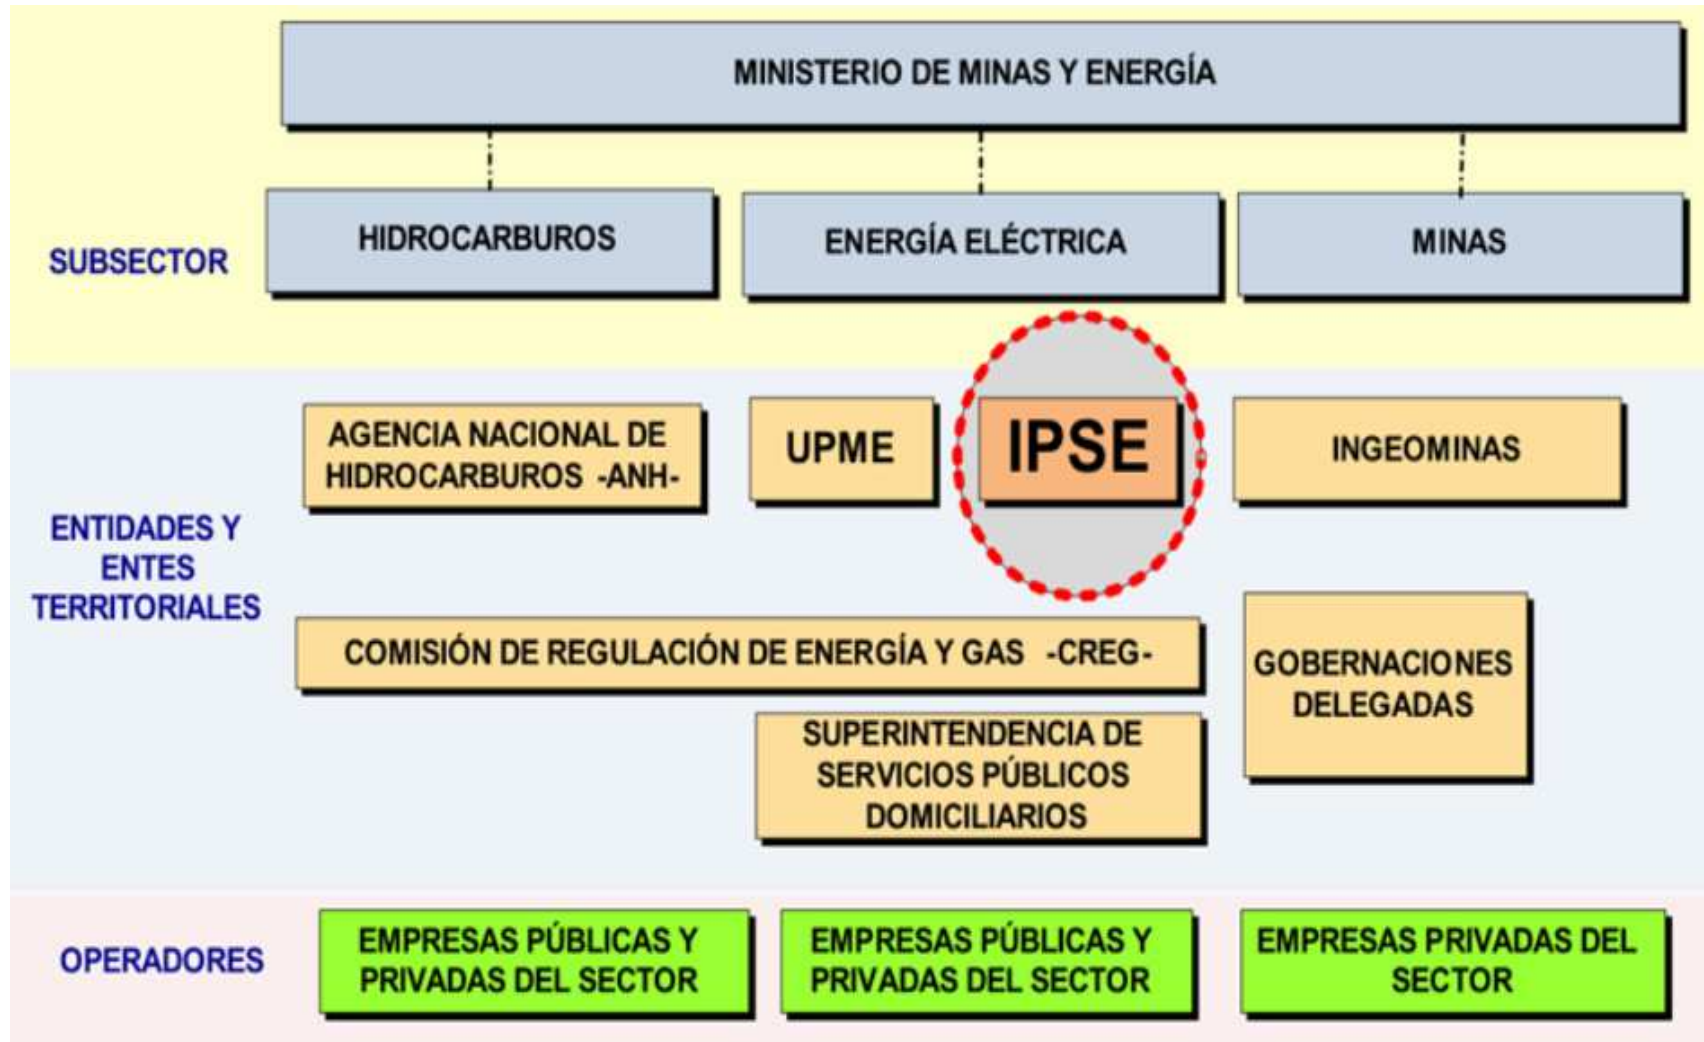 MINISTERIO DE MINAS Y ENERGÍA
SUBSECTOR
HIDROCARBUROS
ENERGÍA ELÉCTRICA
MINAS
ENTIDADES Y
ENTES
TERRITORIALES
AGENCIA NACIONAL DE
HIDROCARBUROS -ANH-
UPME
IPSE
INGEOMINAS
COMISIÓN DE REGULACIÓN DE ENERGÍA Y GAS -CREG-
GOBERNACIONES
DELEGADAS
SUPERINTENDENCIA DE
SERVICIOS PÚBLICOS
DOMICILIARIOS
OPERADORES
EMPRESAS PÚBLICAS Y
PRIVADAS DEL SECTOR
EMPRESAS PÚBLICAS Y
PRIVADAS DEL SECTOR
EMPRESAS PRIVADAS DEL
SECTOR